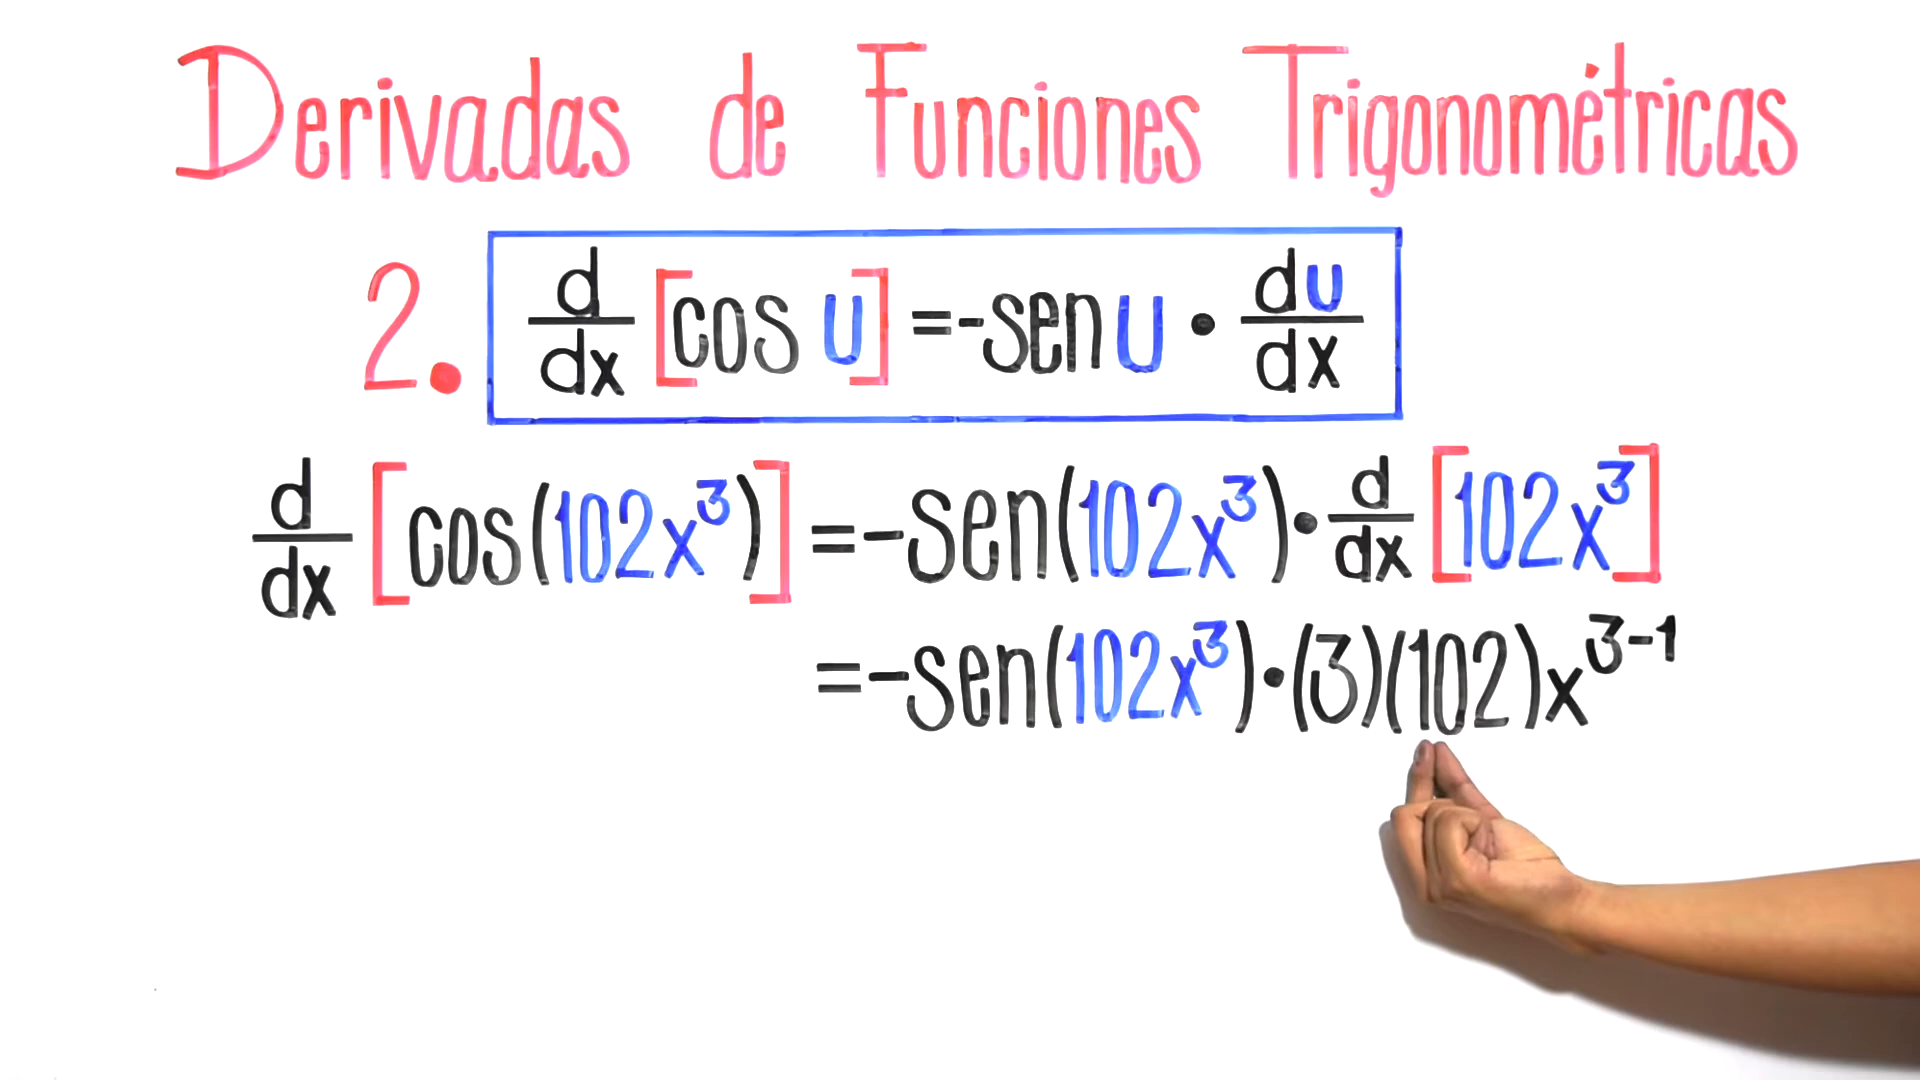 Derivadas de Funciones Trigonométricas
2. d/dx [cos u] = -sen u • du/dx
d/dx [cos(102x³)] = -sen(102x³) • d/dx [102x³]
= -sen(102x³) • (3)(102)x³⁻¹